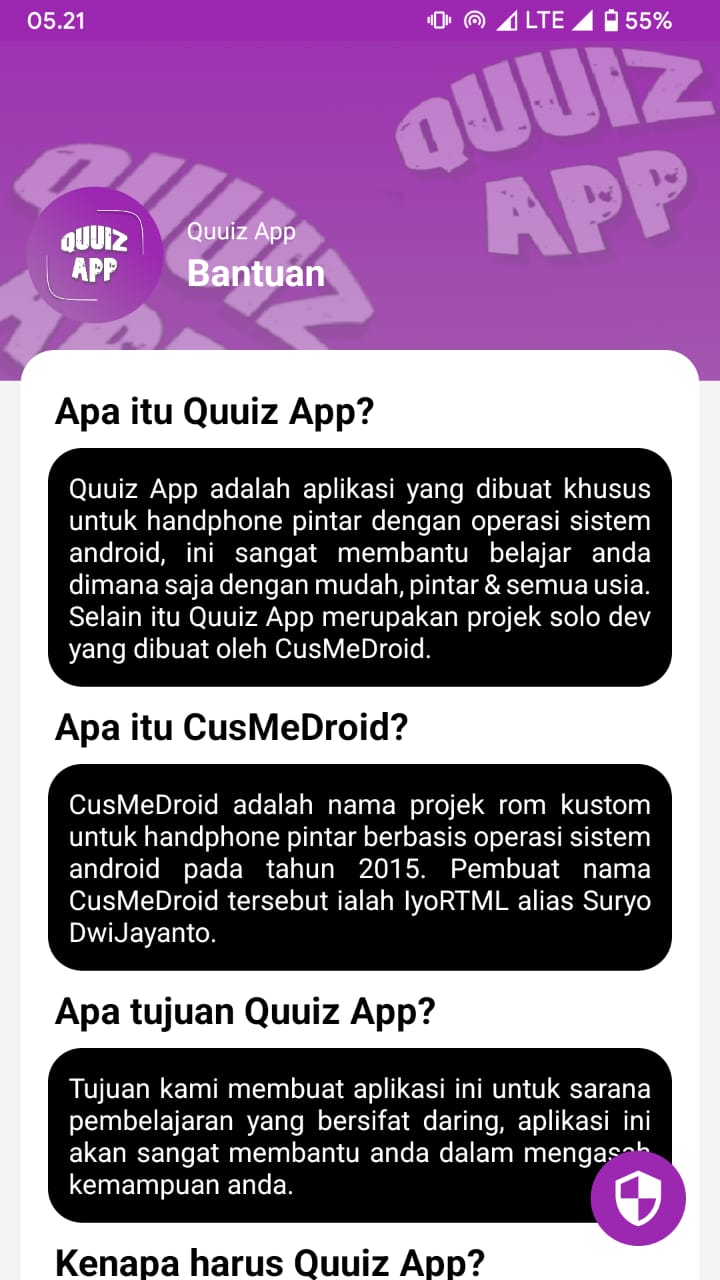 05.21
LTE
55%
QUUIZ
APP
QUUIZ
APP
QUUIZ
APP
Quuiz App
Bantuan
Apa itu Quuiz App?
Quuiz App adalah aplikasi yang dibuat khusus
untuk handphone pintar dengan operasi sistem
android, ini sangat membantu belajar anda
dimana saja dengan mudah, pintar & semua usia.
Selain itu Quuiz App merupakan projek solo dev
yang dibuat oleh CusMeDroid.
Apa itu CusMeDroid?
CusMeDroid adalah nama projek rom kustom
untuk handphone pintar berbasis operasi sistem
android pada tahun 2015. Pembuat nama
CusMeDroid tersebut ialah IyoRTML alias Suryo
DwiJayanto.
Apa tujuan Quuiz App?
Tujuan kami membuat aplikasi ini untuk sarana
pembelajaran yang bersifat daring, aplikasi ini
akan sangat membantu anda dalam mengasah
kemampuan anda.
Kenapa harus Quuiz App?